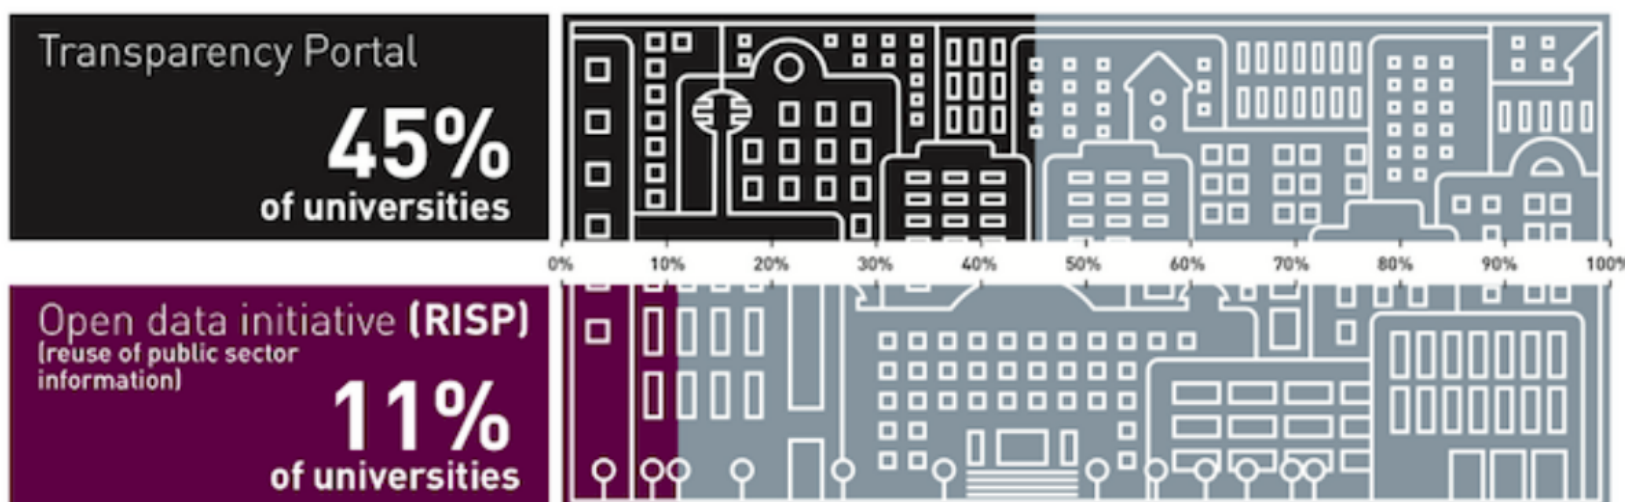 Transparency Portal
45%
of universities
0% 10% 20% 30% 40% 50% 60% 70% 80% 90% 100%
Open data initiative (RISP)
(reuse of public sector
information)
11%
of universities